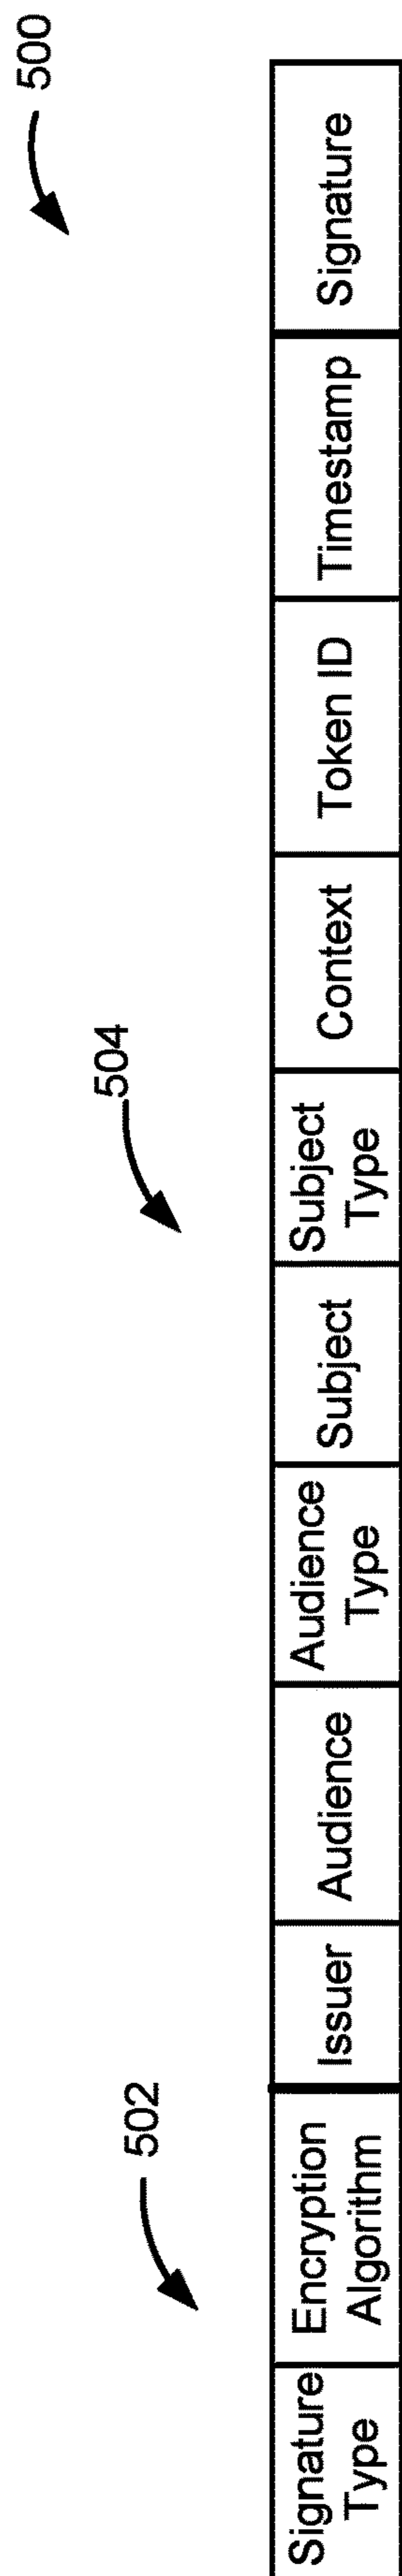 500
502
504
Signature
Type
Encryption
Algorithm
Issuer
Audience
Audience
Type
Subject
Subject
Type
Context
Token ID
Timestamp
Signature